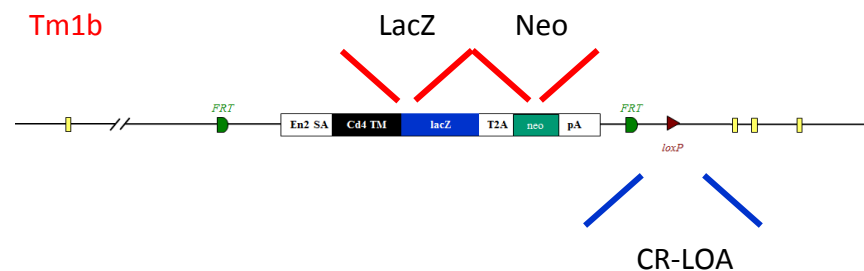 Tm1b
LacZ Neo
FRT FRT
En2 SA Cd4 TM lacZ T2A neo pA
loxP
CR-LOA